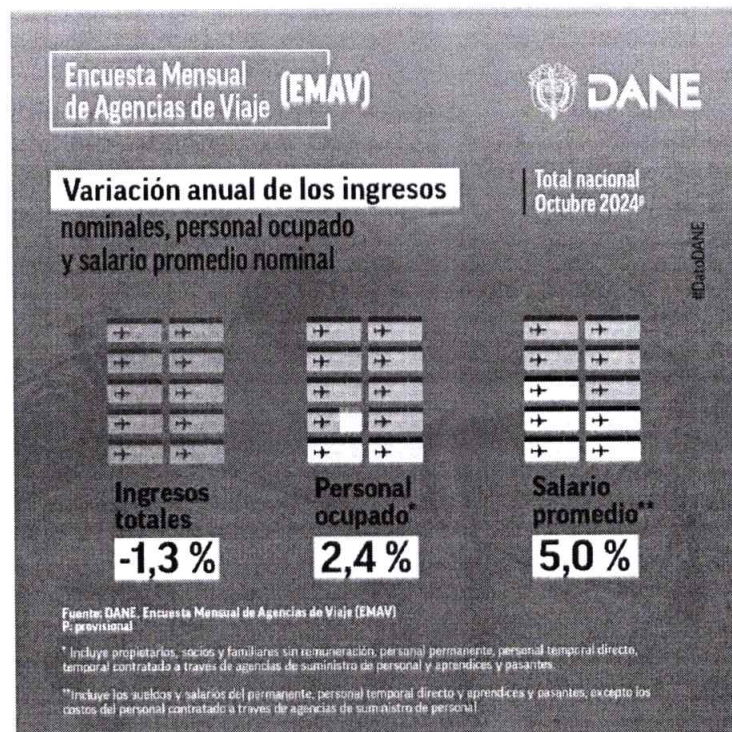 Encuesta Mensual
de Agencias de Viaje (EMAV)
DANE
Variación anual de los ingresos
nominales, personal ocupado
y salario promedio nominal
Total nacional
Octubre 2024ᵖ
#DatoDANE
Ingresos
totales
-1,3 %
Personal
ocupado*
2,4 %
Salario
promedio**
5,0 %
Fuente: DANE, Encuesta Mensual de Agencias de Viaje (EMAV)
P: provisional
* Incluye propietarios, socios y familiares sin remuneración, personal permanente, personal temporal directo,
temporal contratado a través de agencias de suministro de personal y aprendices y pasantes.
**Incluye los sueldos y salarios del permanente, personal temporal directo y aprendices y pasantes, excepto los
costos del personal contratado a través de agencias de suministro de personal